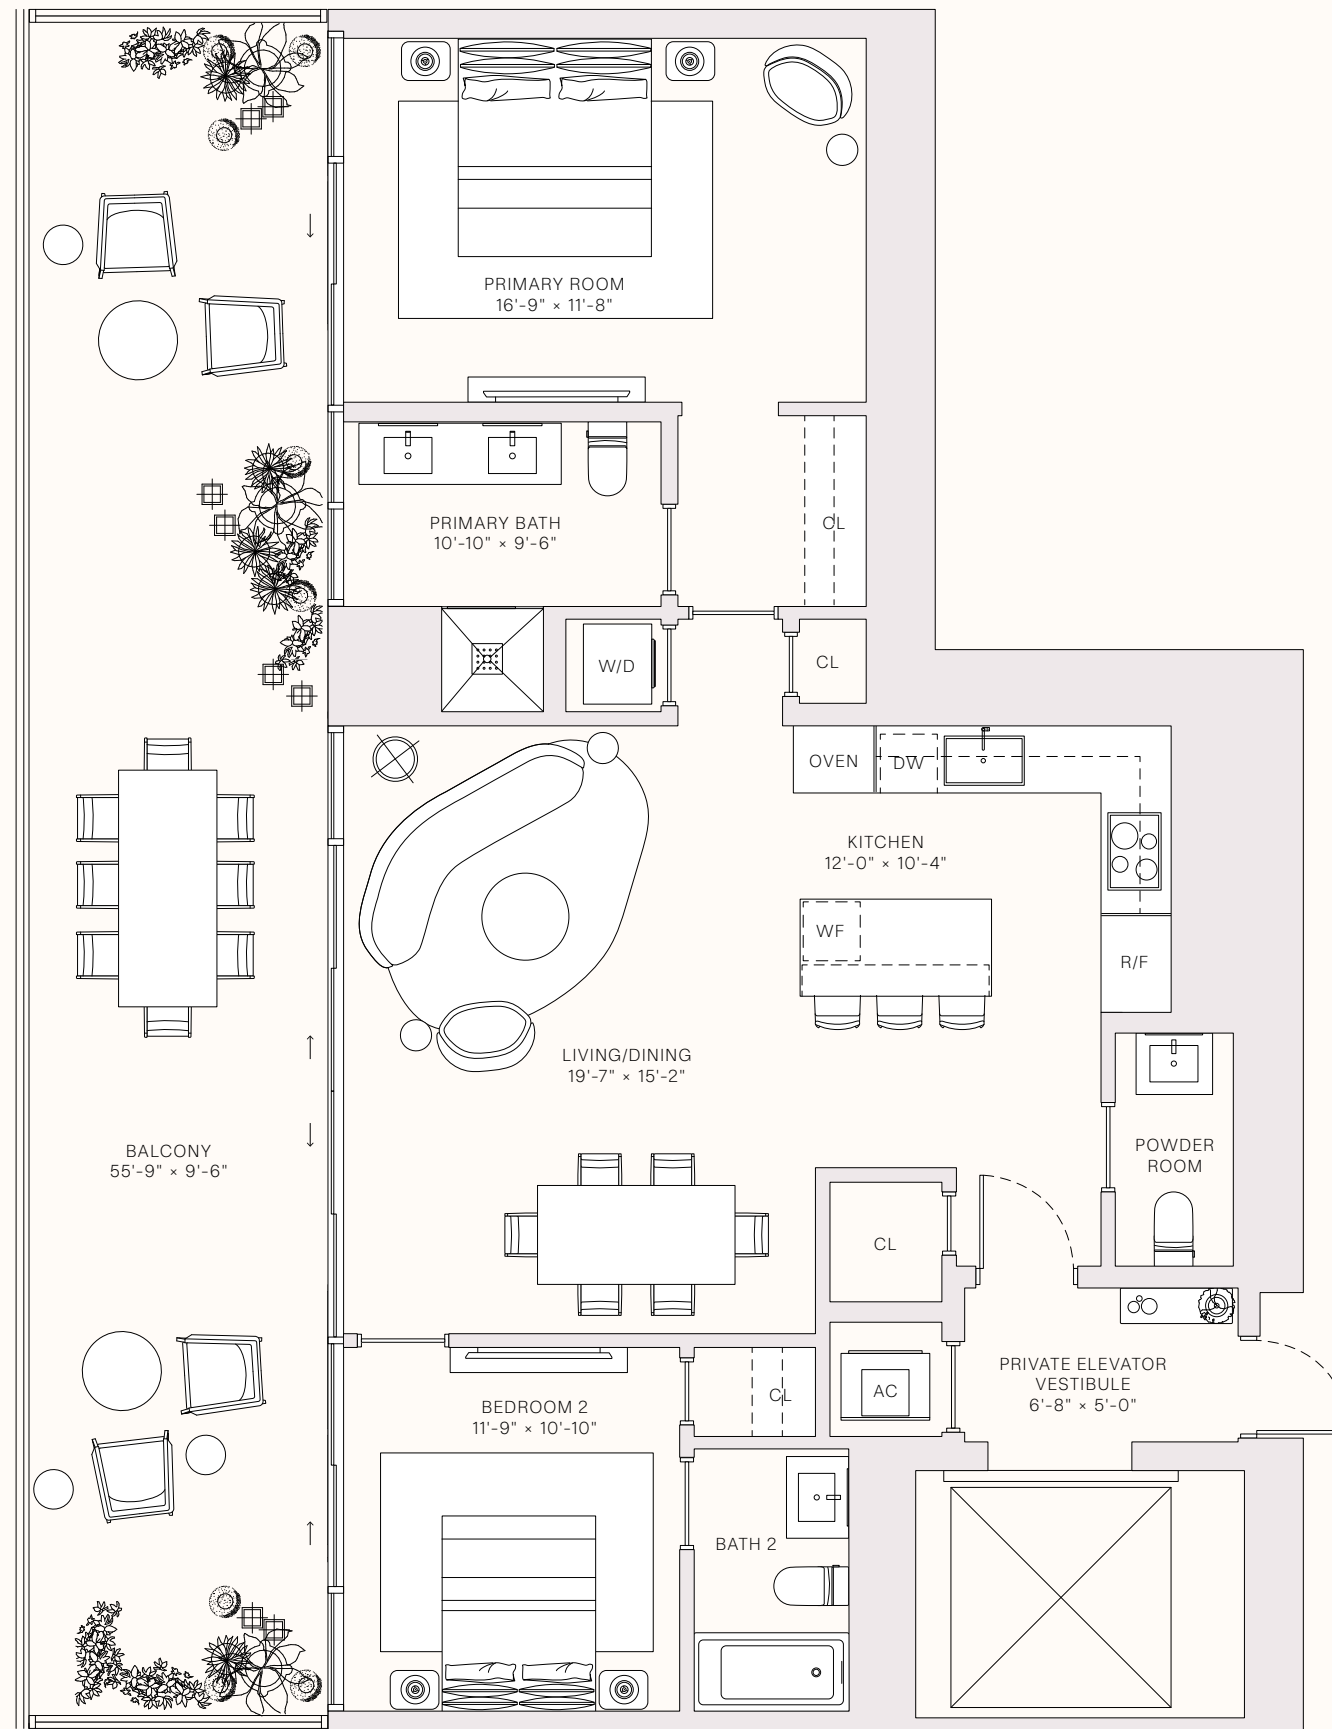 PRIMARY ROOM
16'-9" × 11'-8"
PRIMARY BATH
10'-10" × 9'-6"
CL
W/D
CL
OVEN
DW
KITCHEN
12'-0" × 10'-4"
WF
R/F
LIVING/DINING
19'-7" × 15'-2"
BALCONY
55'-9" × 9'-6"
POWDER
ROOM
CL
PRIVATE ELEVATOR
VESTIBULE
6'-8" × 5'-0"
AC
CL
BEDROOM 2
11'-9" × 10'-10"
BATH 2